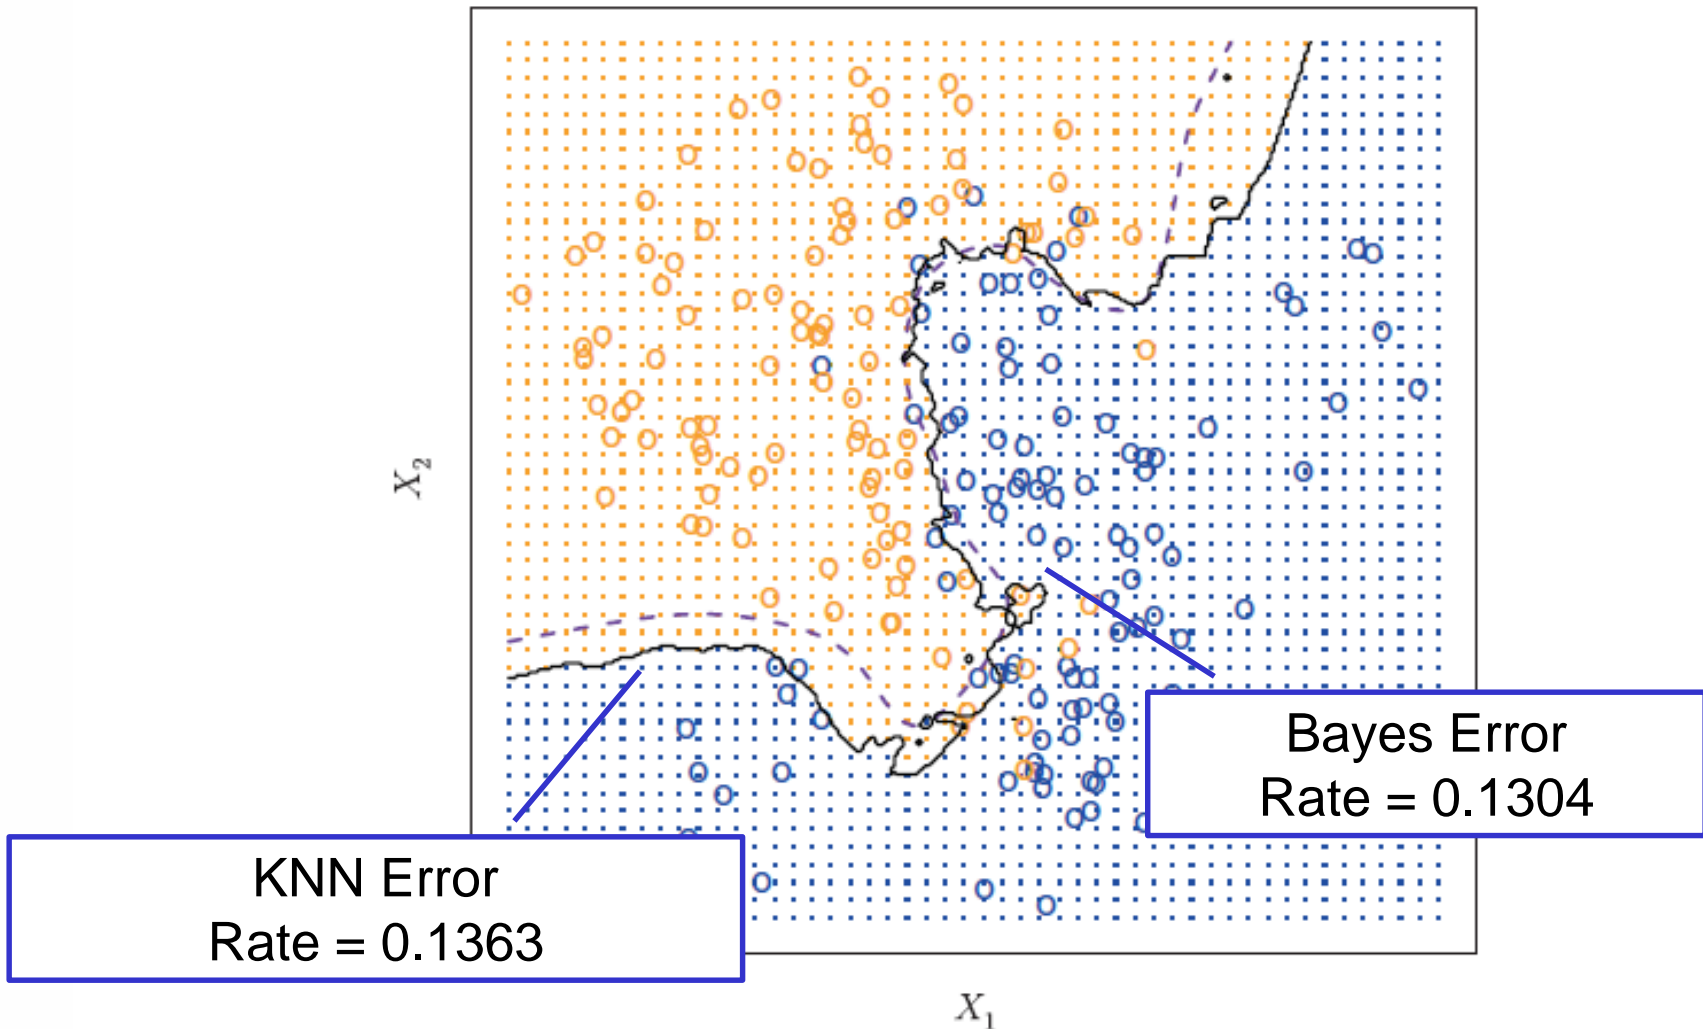 X2
Bayes Error
Rate = 0.1304
KNN Error
Rate = 0.1363
X1